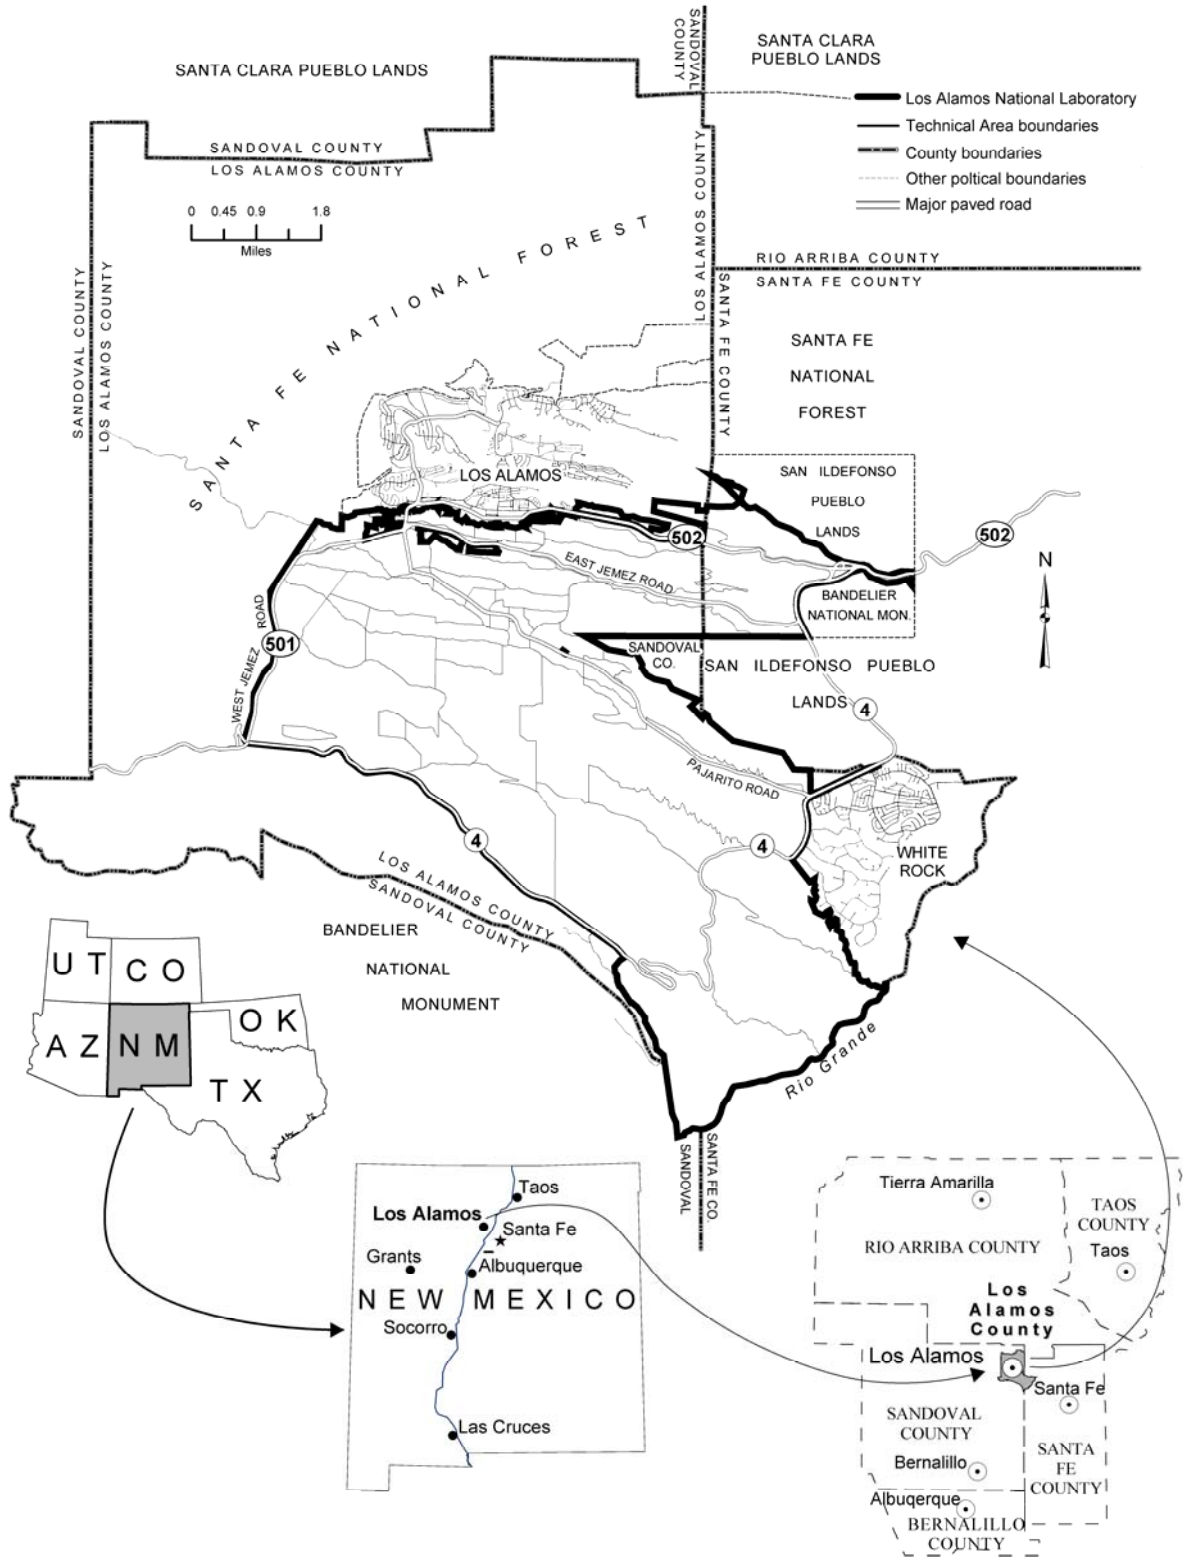 SANDOVAL
COUNTY
SANTA CLARA
PUEBLO LANDS
SANTA CLARA PUEBLO LANDS
Los Alamos National Laboratory
Technical Area boundaries
County boundaries
Other poltical boundaries
Major paved road
SANDOVAL COUNTY
LOS ALAMOS COUNTY
LOS ALAMOS COUNTY
0 0.45 0.9 1.8
Miles
SANTA FE NATIONAL FOREST
RIO ARRIBA COUNTY
SANTA FE COUNTY
SANDOVAL COUNTY
LOS ALAMOS COUNTY
SANTA FE COUNTY
SANTA FE
NATIONAL
FOREST
LOS ALAMOS
SAN ILDEFONSO
PUEBLO
LANDS
502
502
EAST JEMEZ ROAD
N
BANDELIER
NATIONAL MON.
WEST JEMEZ ROAD
501
SANDOVAL
CO.
SAN ILDEFONSO PUEBLO
LANDS
4
PAJARITO ROAD
4
4
WHITE
ROCK
LOS ALAMOS COUNTY
SANDOVAL COUNTY
BANDELIER
NATIONAL
MONUMENT
UT
CO
AZ
NM
OK
TX
Rio Grande
SANDOVAL
SANTA FE CO.
Taos
Los Alamos
Santa Fe
Grants
Albuquerque
NEW MEXICO
Socorro
Las Cruces
Tierra Amarilla
TAOS
COUNTY
RIO ARRIBA COUNTY
Taos
Los
Alamos
County
Los Alamos
Santa Fe
SANDOVAL
COUNTY
SANTA
FE
COUNTY
Bernalillo
Albuqerque
BERNALILLO
COUNTY